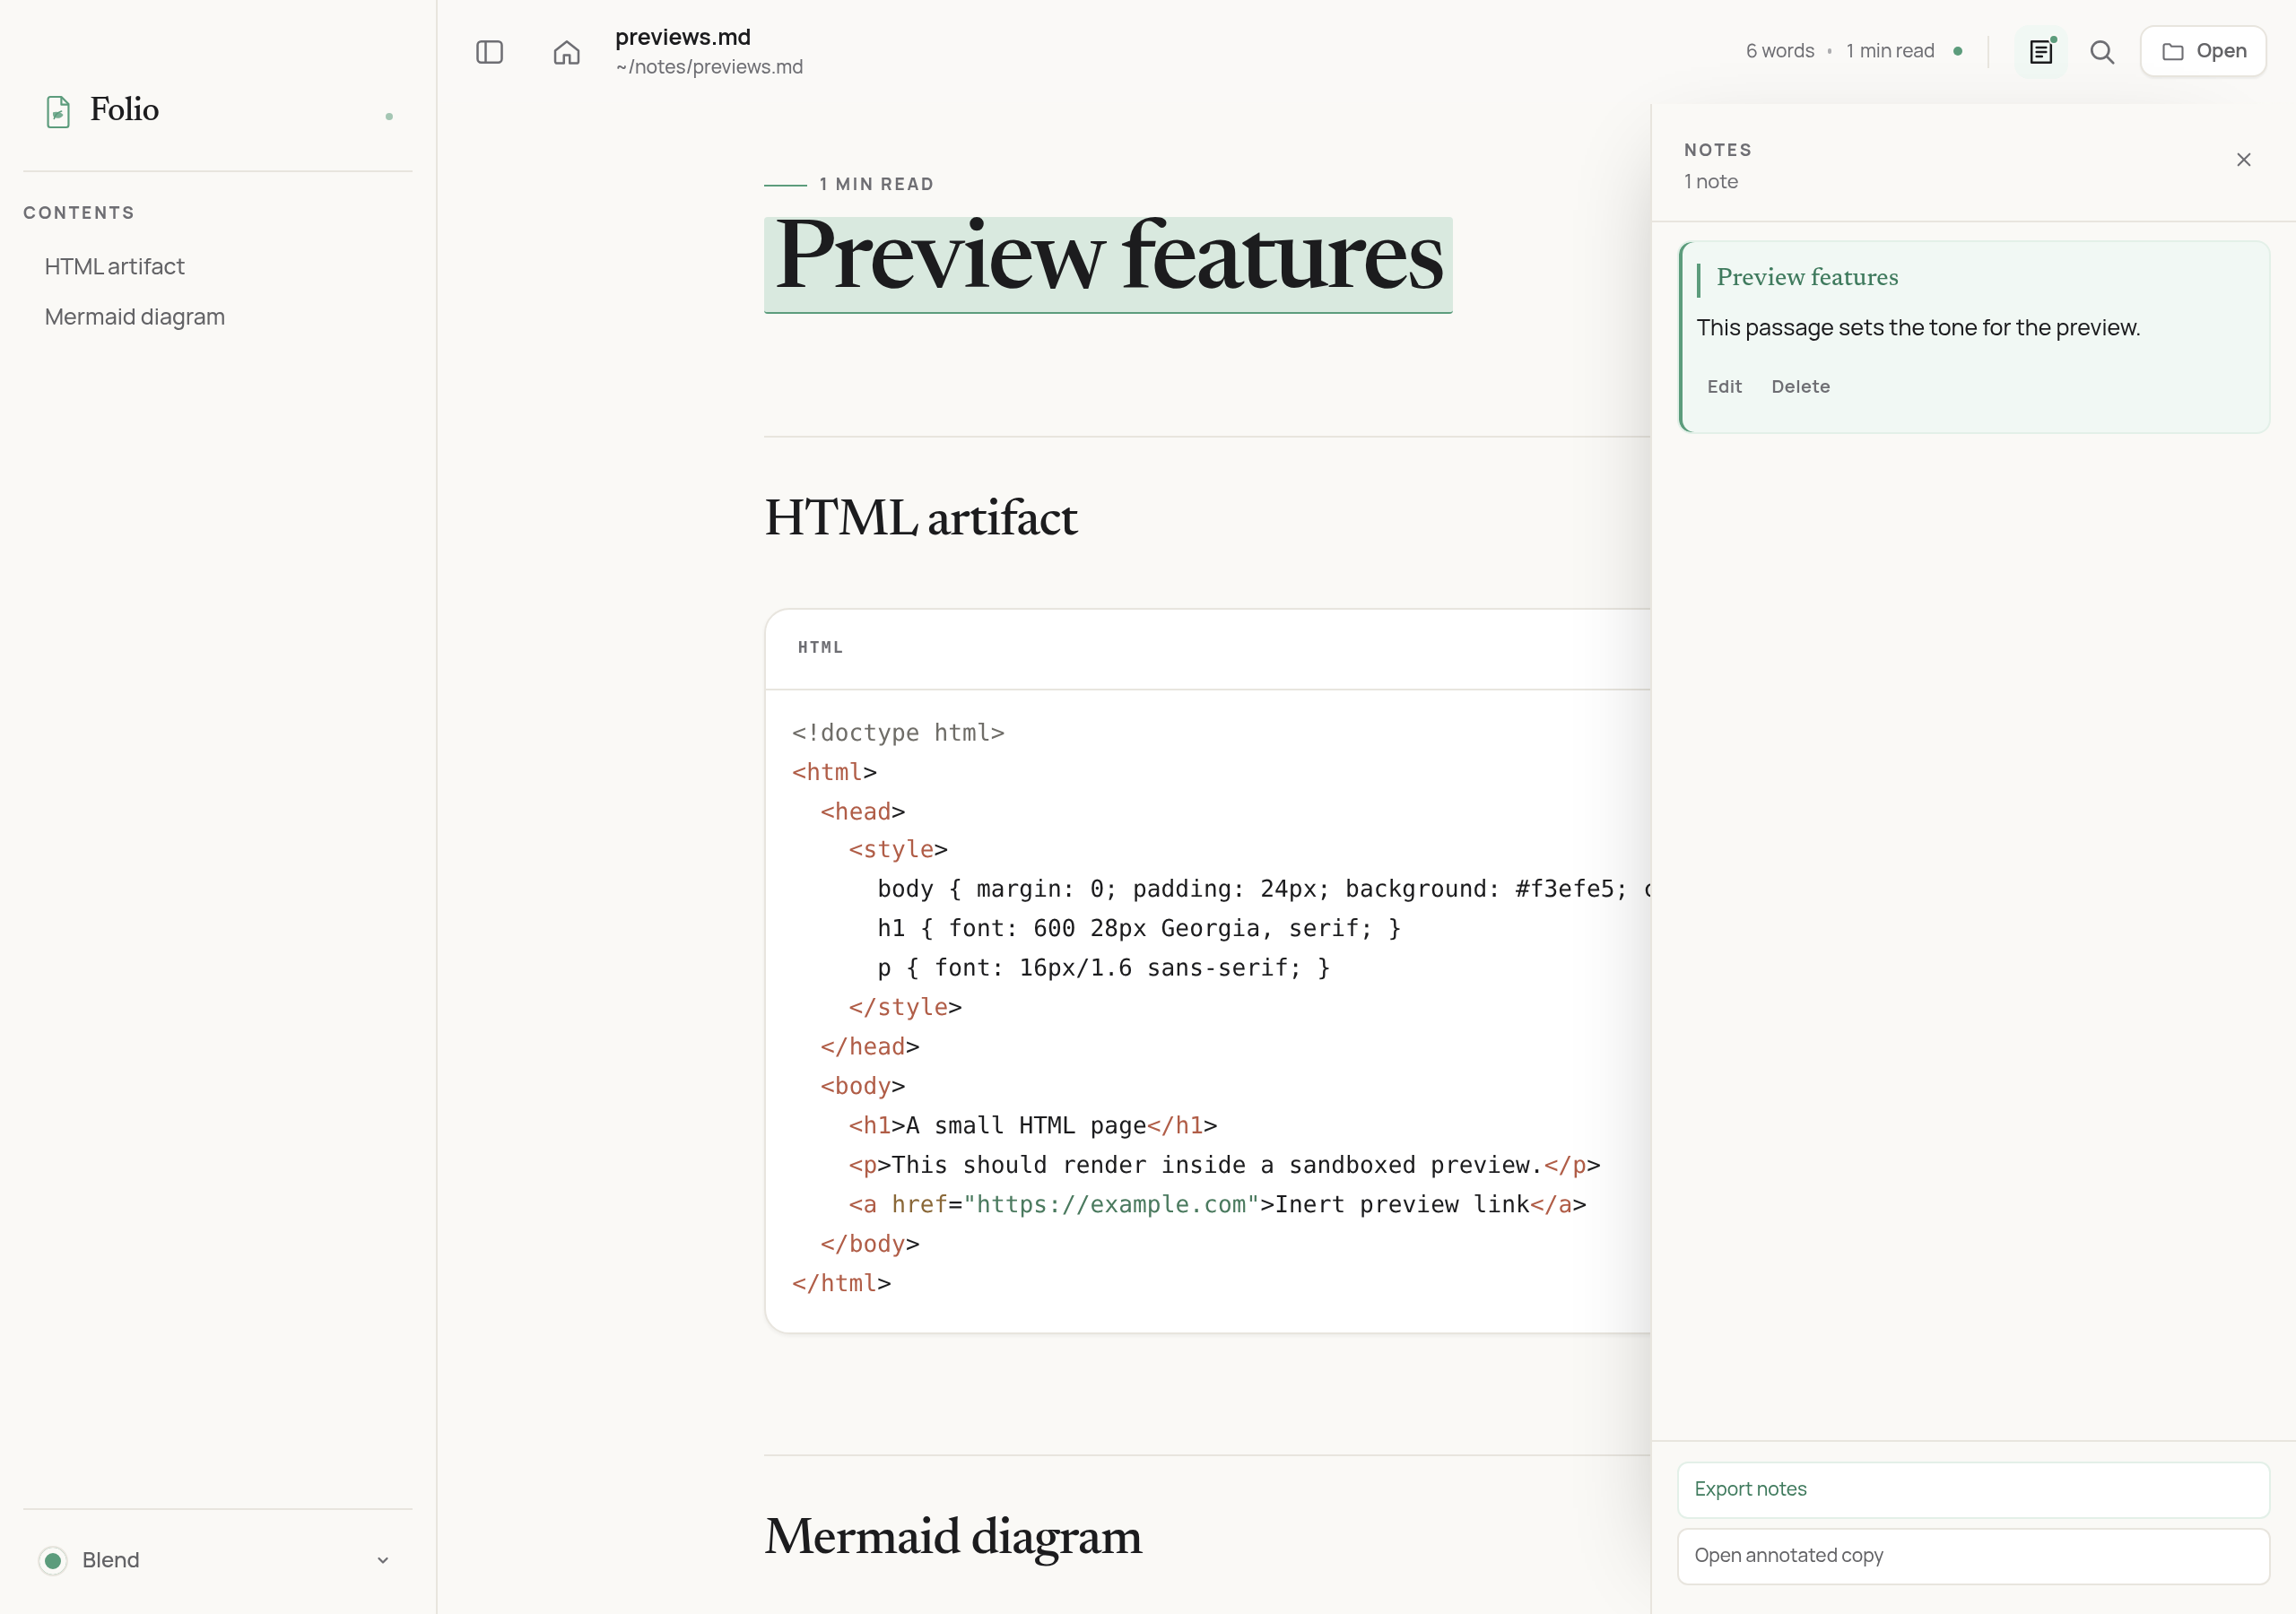 Folio
CONTENTS
HTML artifact
Mermaid diagram
Blend
previews.md
~/notes/previews.md
6 words • 1 min read
Open
1 MIN READ
Preview features
HTML artifact
HTML
<!doctype html>
<html>
  <head>
    <style>
      body { margin: 0; padding: 24px; background: #f3efe5;
      h1 { font: 600 28px Georgia, serif; }
      p { font: 16px/1.6 sans-serif; }
    </style>
  </head>
  <body>
    <h1>A small HTML page</h1>
    <p>This should render inside a sandboxed preview.</p>
    <a href="https://example.com">Inert preview link</a>
  </body>
</html>
Mermaid diagram
NOTES
1 note
Preview features
This passage sets the tone for the preview.
Edit Delete
Export notes
Open annotated copy